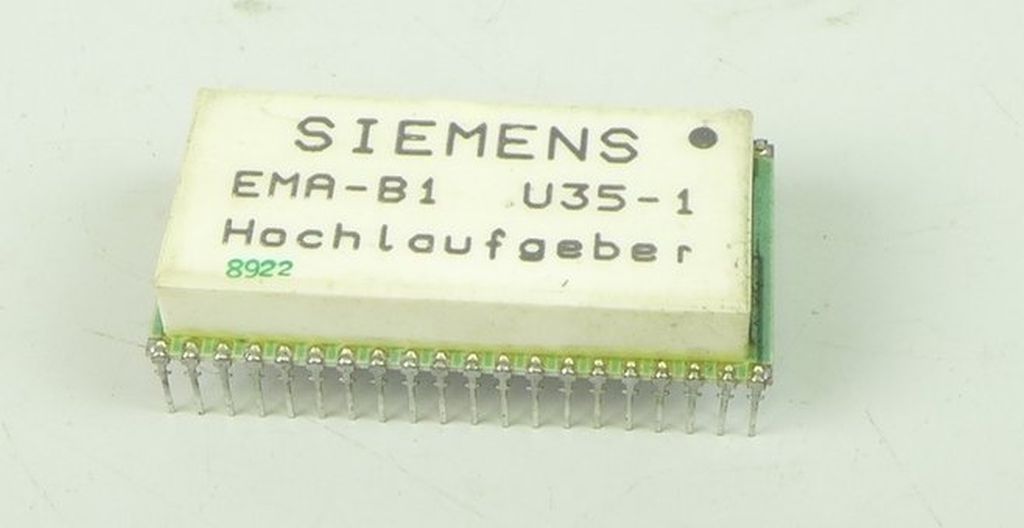 SIEMENS
EMA-B1 U35-1
Hochlaufgeber
8922